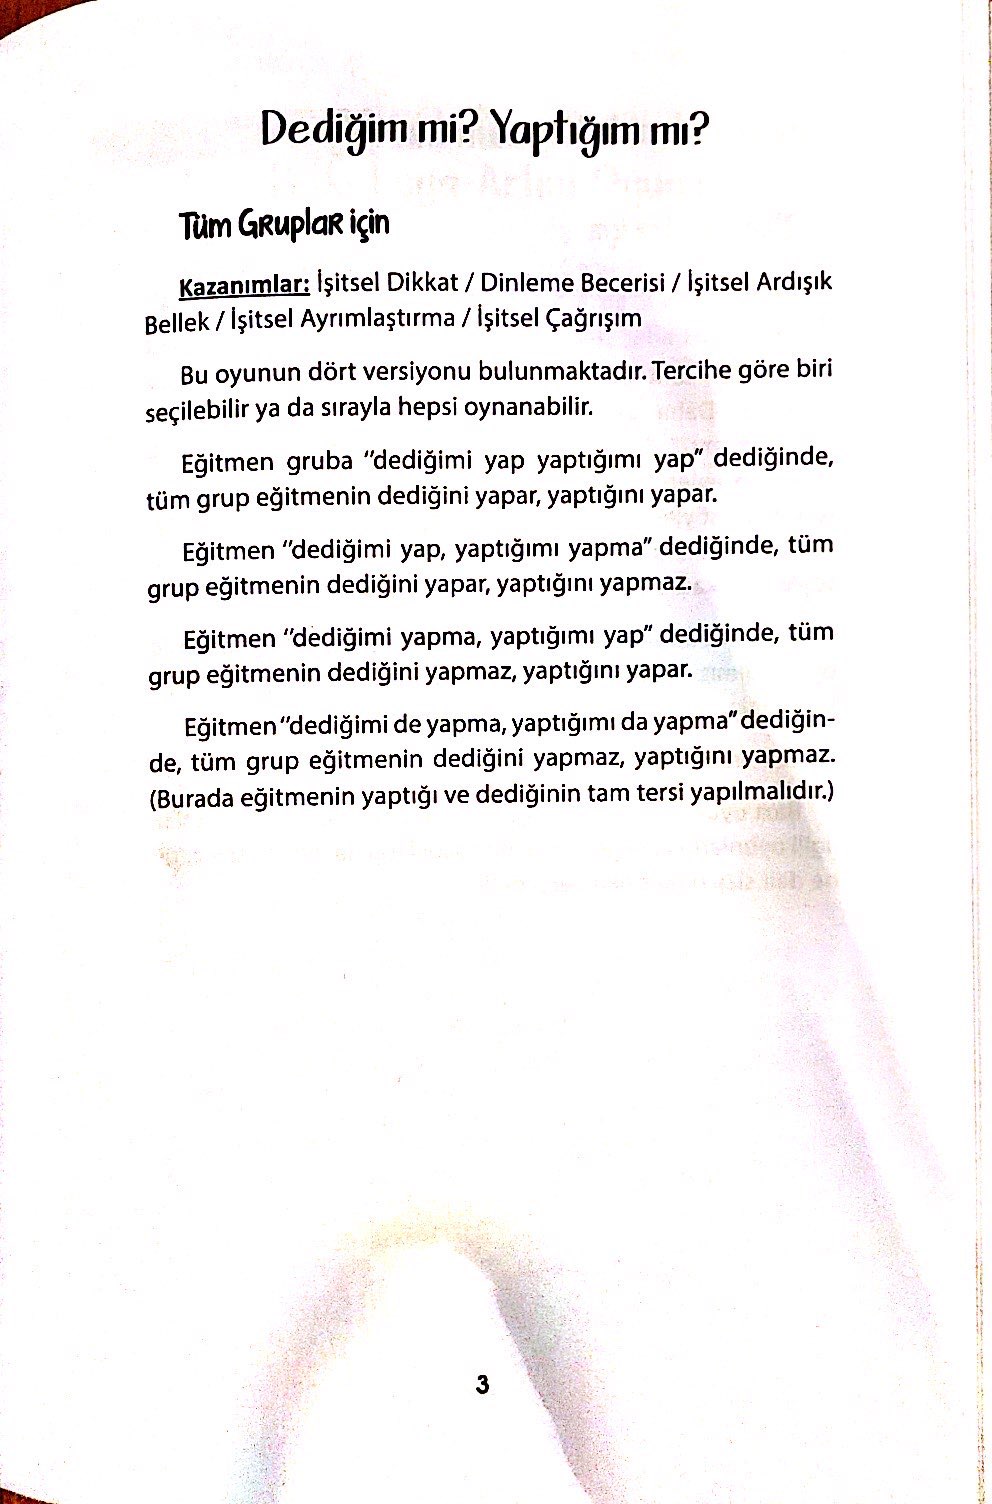 Dediğim mi? Yaptığım mı?
Tüm Gruplar için
Kazanımlar: İşitsel Dikkat / Dinleme Becerisi / İşitsel Ardışık
Bellek / İşitsel Ayrımlaştırma / İşitsel Çağrışım
Bu oyunun dört versiyonu bulunmaktadır. Tercihe göre biri
seçilebilir ya da sırayla hepsi oynanabilir.
Eğitmen gruba "dediğimi yap yaptığımı yap" dediğinde,
tüm grup eğitmenin dediğini yapar, yaptığını yapar.
Eğitmen "dediğimi yap, yaptığımı yapma" dediğinde, tüm
grup eğitmenin dediğini yapar, yaptığını yapmaz.
Eğitmen "dediğimi yapma, yaptığımı yap" dediğinde, tüm
grup eğitmenin dediğini yapmaz, yaptığını yapar.
Eğitmen "dediğimi de yapma, yaptığımı da yapma" dediğin-
de, tüm grup eğitmenin dediğini yapmaz, yaptığını yapmaz.
(Burada eğitmenin yaptığı ve dediğinin tam tersi yapılmalıdır.)
3